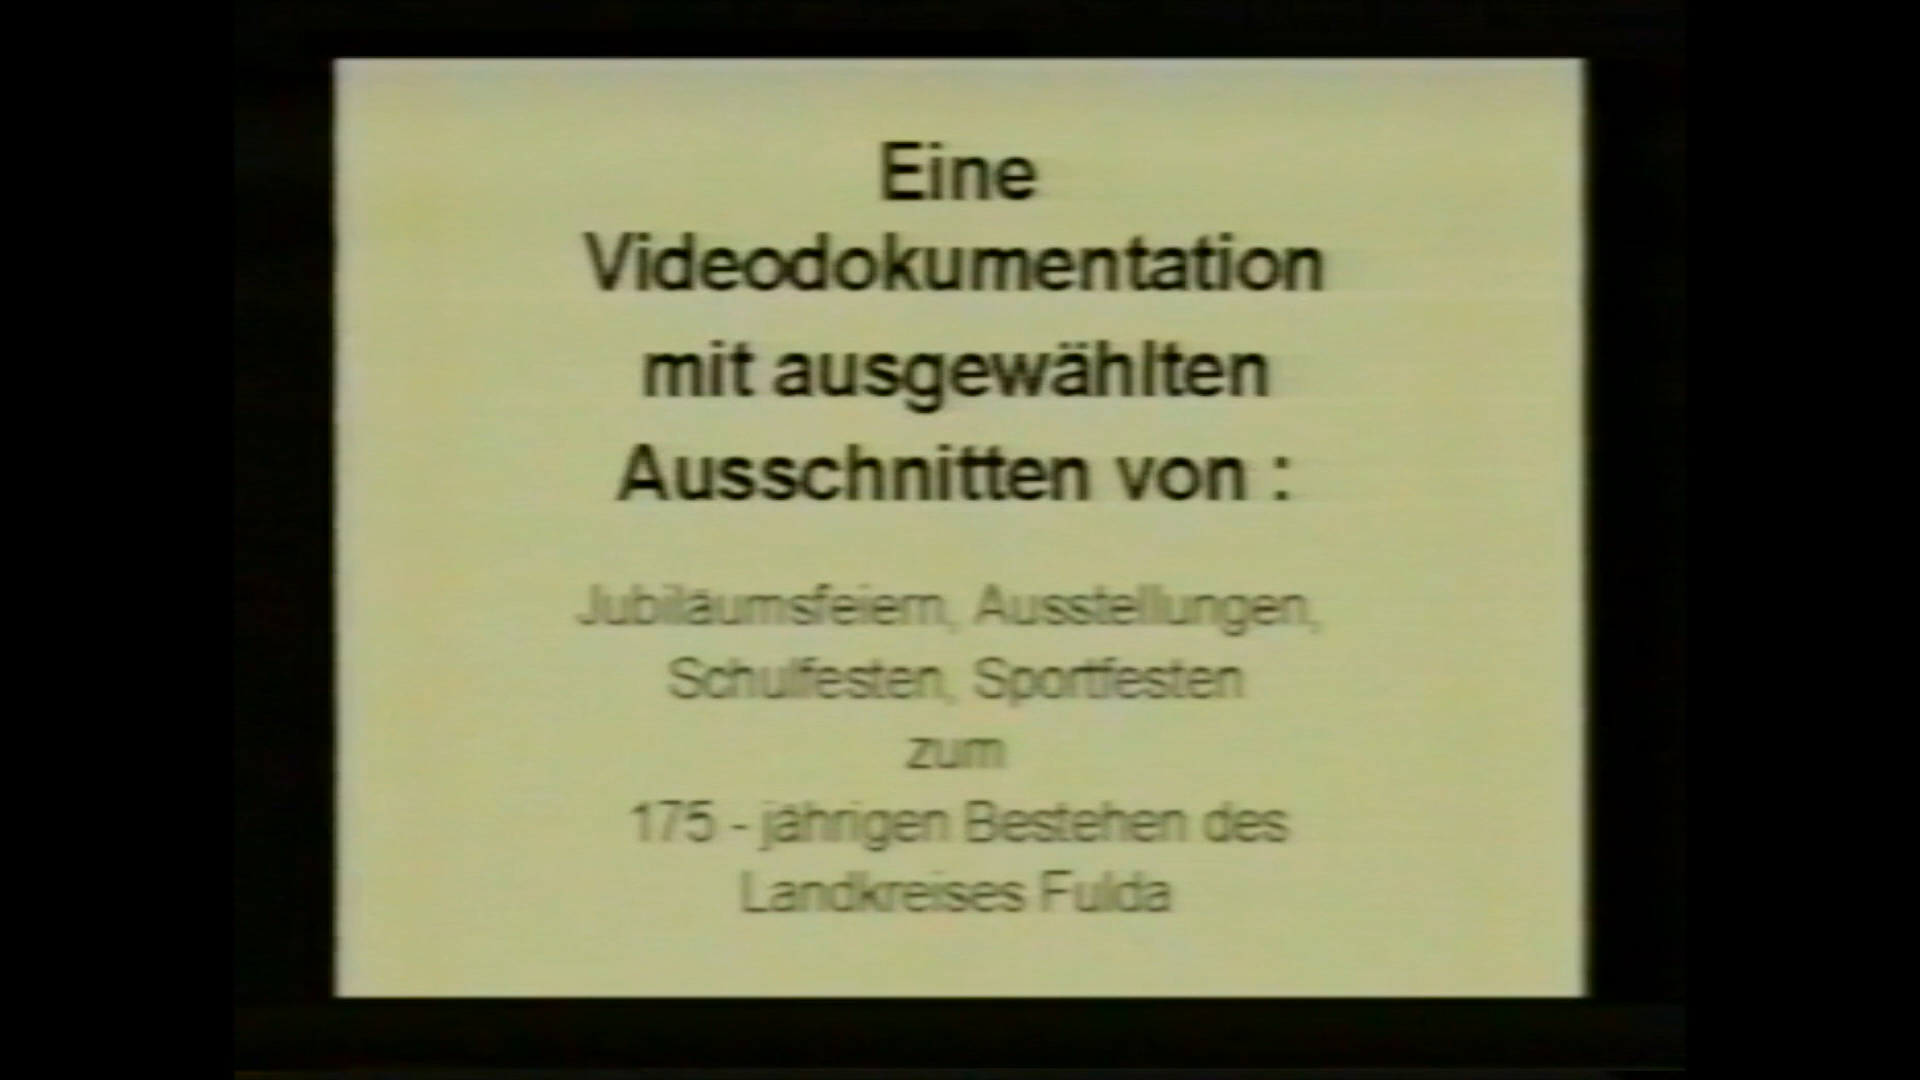 Eine
Videodokumentation
mit ausgewählten
Ausschnitten von :
Jubiläumsfeiern, Ausstellungen,
Schulfesten, Sportfesten
zum
175 - jährigen Bestehen des
Landkreises Fulda